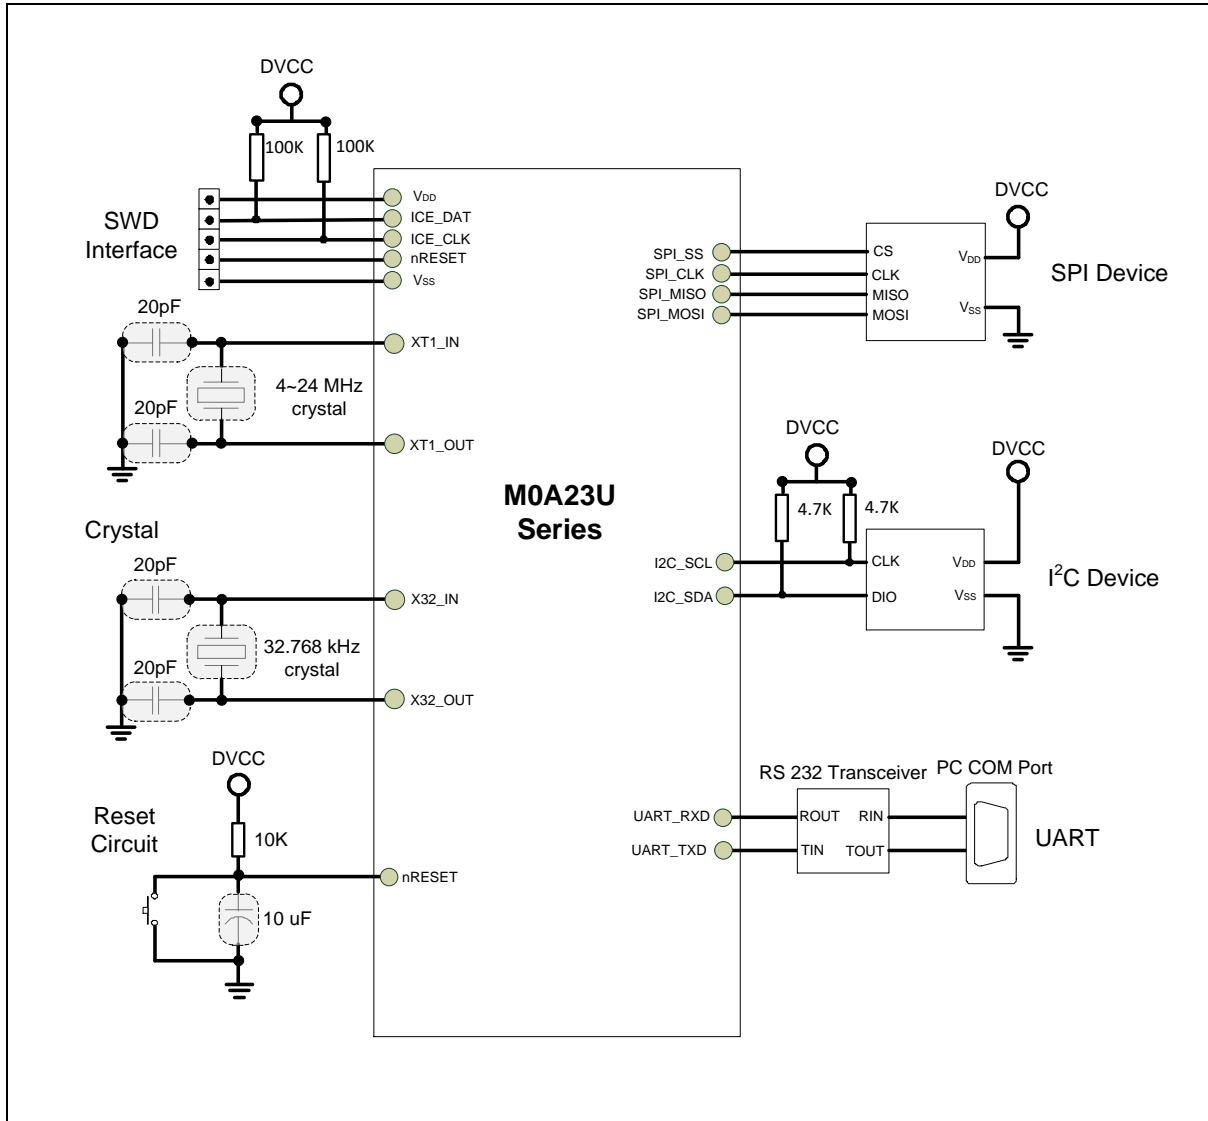 DVCC
100K
100K
SWD
Interface
VDD
ICE_DAT
ICE_CLK
nRESET
VSS
20pF
XT1_IN
4~24 MHz
crystal
20pF
XT1_OUT
Crystal
20pF
X32_IN
32.768 kHz
crystal
20pF
X32_OUT
DVCC
Reset
Circuit
10K
nRESET
10 uF
M0A23U
Series
DVCC
SPI_SS
SPI_CLK
SPI_MISO
SPI_MOSI
CS
CLK
MISO
MOSI
VDD
VSS
SPI Device
DVCC
DVCC
4.7K
4.7K
I2C_SCL
I2C_SDA
CLK
DIO
VDD
VSS
I²C Device
RS 232 Transceiver
PC COM Port
UART_RXD
UART_TXD
ROUT
RIN
TIN
TOUT
UART